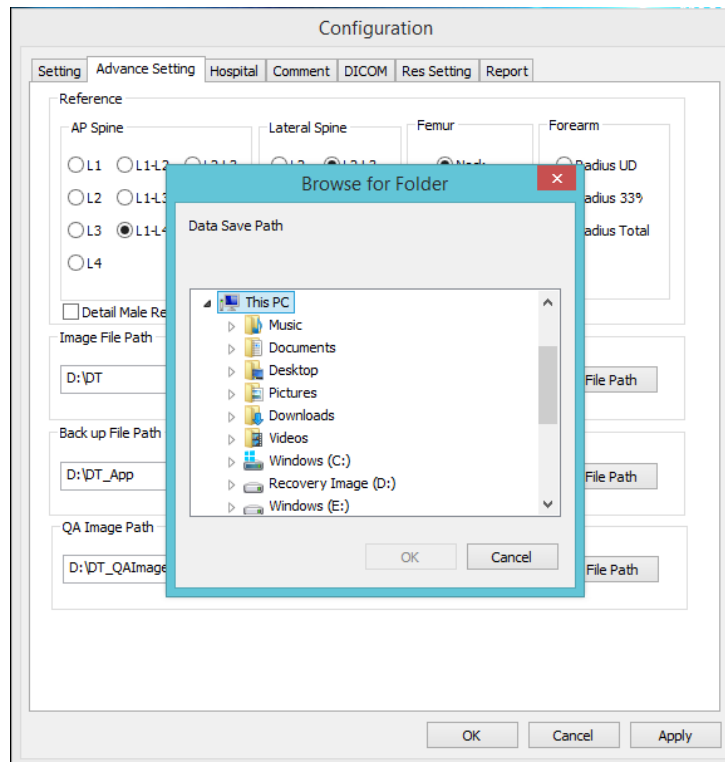 Configuration
Setting Advance Setting Hospital Comment DICOM Res Setting Report
Reference
AP Spine Lateral Spine Femur Forearm
L1 L1-L2 Radius UD
L2 L1-L3 Radius 33%
L3 L1-L4 Radius Total
L4
Detail Male
Browse for Folder
Data Save Path
This PC
Music
Documents
Desktop
Pictures
Downloads
Videos
Windows (C:)
Recovery Image (D:)
Windows (E:)
OK Cancel
Image File Path
D:\DT File Path
Back up File Path
D:\DT_App File Path
QA Image Path
D:\DT_QAImage File Path
OK Cancel Apply